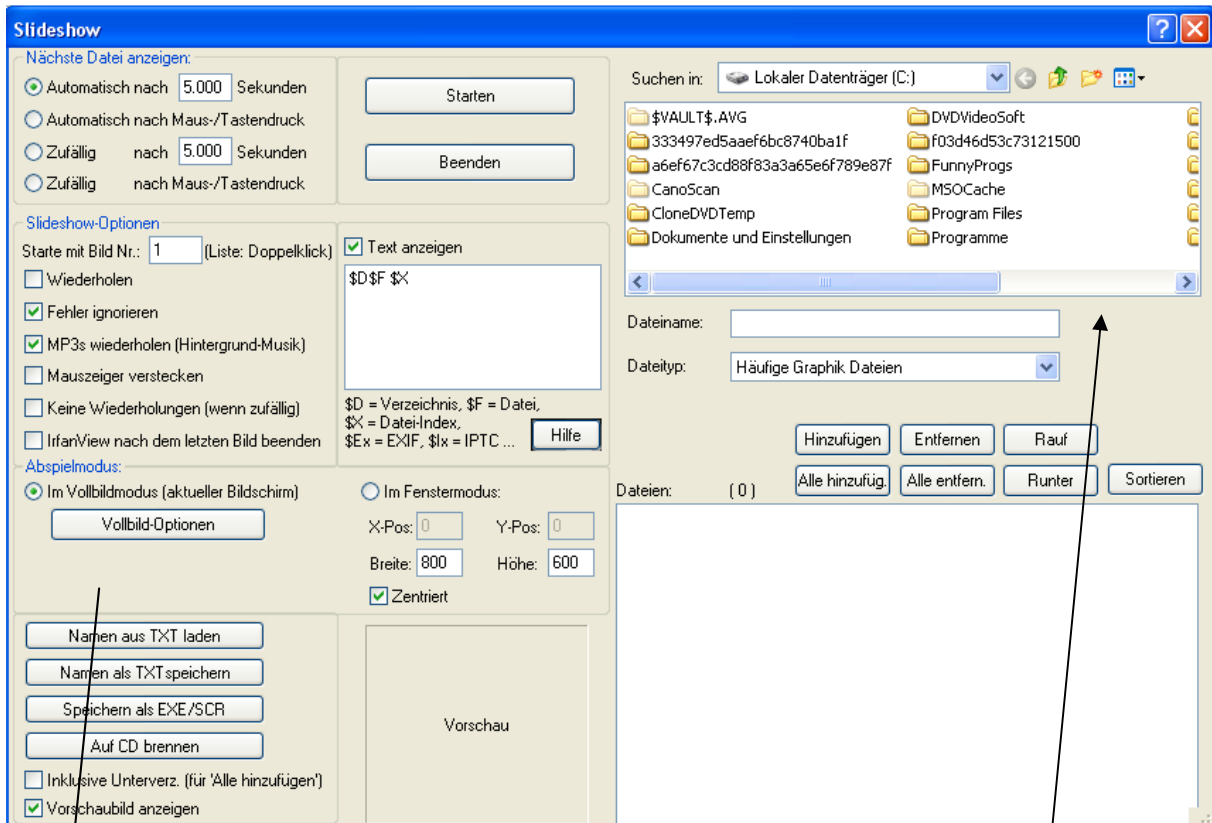 Slideshow
Nächste Datei anzeigen:
Automatisch nach 5.000 Sekunden
Automatisch nach Maus-/Tastendruck
Zufällig nach 5.000 Sekunden
Zufällig nach Maus-/Tastendruck
Starten
Beenden
Slideshow-Optionen
Starte mit Bild Nr.: 1 (Liste: Doppelklick)
Wiederholen
Fehler ignorieren
MP3s wiederholen (Hintergrund-Musik)
Mauszeiger verstecken
Keine Wiederholungen (wenn zufällig)
IrfanView nach dem letzten Bild beenden
Text anzeigen
$D$F $X
$D = Verzeichnis, $F = Datei,
$X = Datei-Index,
$Ex = EXIF, $Ix = IPTC ...
Hilfe
Abspielmodus:
Im Vollbildmodus (aktueller Bildschirm)
Vollbild-Optionen
Im Fenstermodus:
X-Pos: 0 Y-Pos: 0
Breite: 800 Höhe: 600
Zentriert
Namen aus TXT laden
Namen als TXT speichern
Speichern als EXE/SCR
Auf CD brennen
Inklusive Unterverz. (für 'Alle hinzufügen')
Vorschaubild anzeigen
Vorschau
Suchen in: Lokaler Datenträger (C:)
$VAULT$.AVG
333497ed5aaef6bc8740ba1f
a6ef67c3cd88f83a3a65e6f789e87f
CanoScan
CloneDVDTemp
Dokumente und Einstellungen
DVDVideoSoft
f03d46d53c73121500
FunnyProgs
MSOCache
Program Files
Programme
Dateiname:
Dateityp: Häufige Graphik Dateien
Hinzufügen Entfernen Rauf
Alle hinzufüg. Alle entfern. Runter Sortieren
Dateien: ( 0 )